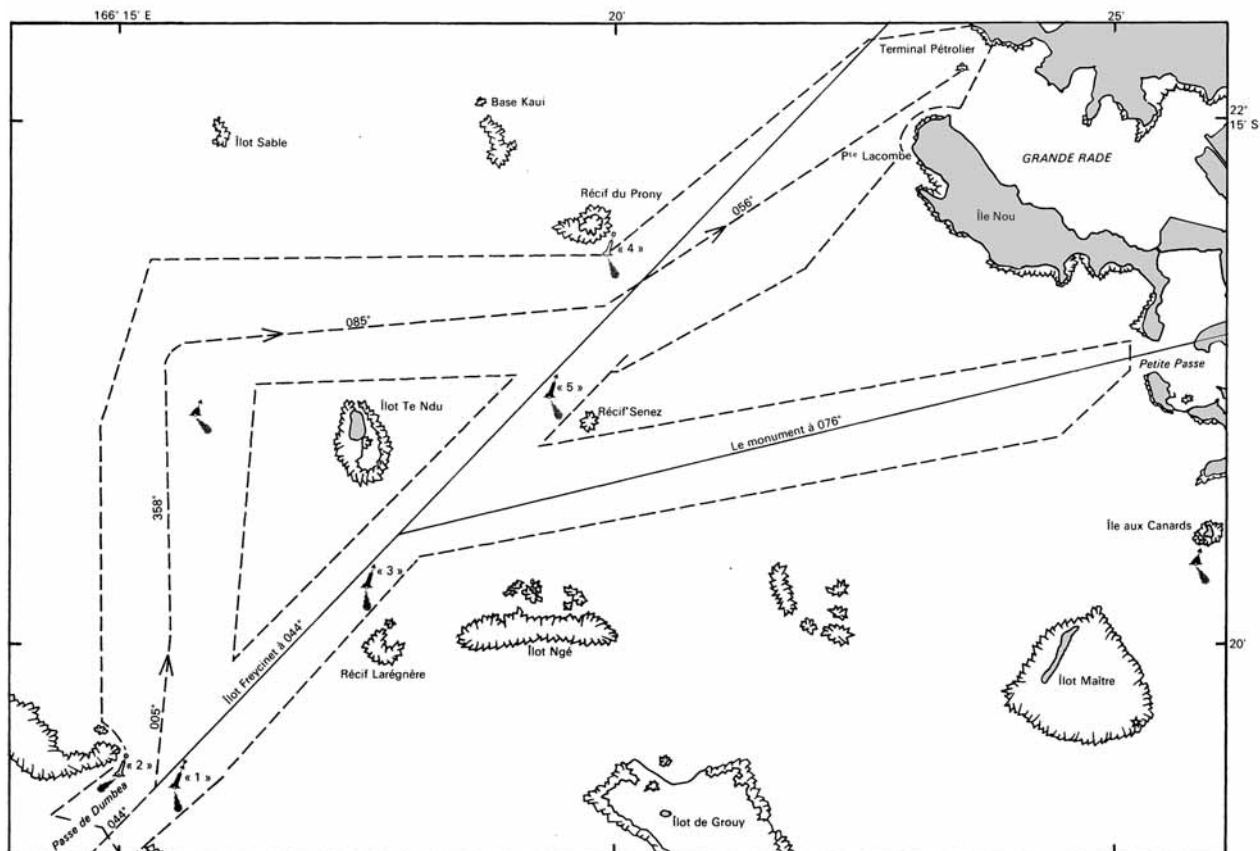 166° 15' E
20'
25'
Terminal Pétrolier
Base Kaui
22°
15' S
Îlot Sable
GRANDE RADE
Pte Lacombe
Récif du Prony
056°
Île Nou
« 4 »
085°
« 5 »
Petite Passe
Îlot Te Ndu
Récif Senez
Le monument à 076°
358°
Île aux Canards
« 3 »
Îlot Freycinet à 044°
Îlot Ngé
20'
Récif Larégnère
Îlot Maître
005°
« 2 »
« 1 »
Passe de Dumbea
044°
Îlot de Grouy